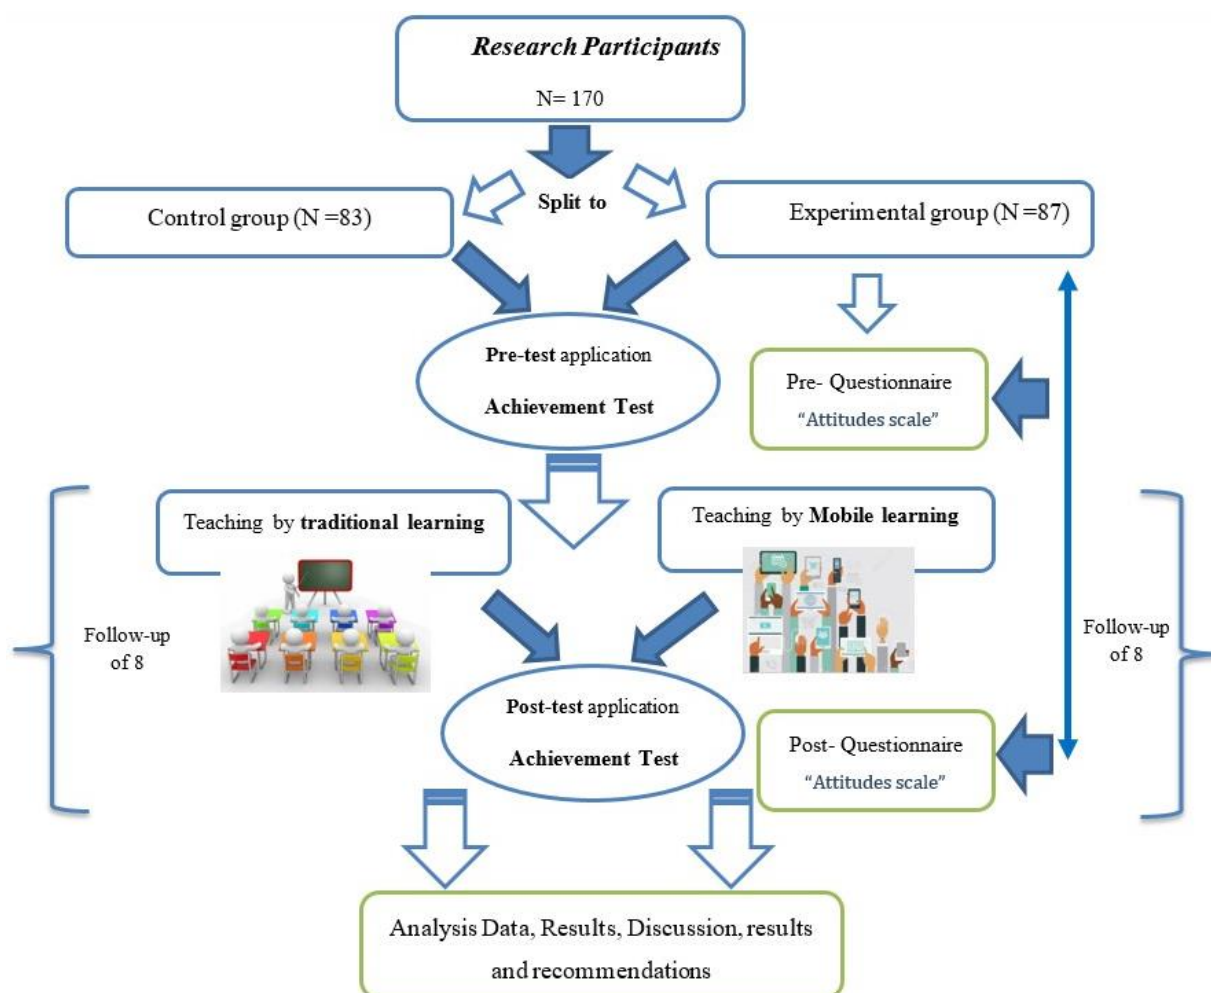 Research Participants
N= 170
Split to
Control group (N =83)
Experimental group (N =87)
Pre-test application
Achievement Test
Pre- Questionnaire
“Attitudes scale”
Teaching by traditional learning
Teaching by Mobile learning
Follow-up
of 8
Follow-up
of 8
Post-test application
Achievement Test
Post- Questionnaire
“Attitudes scale”
Analysis Data, Results, Discussion, results
and recommendations